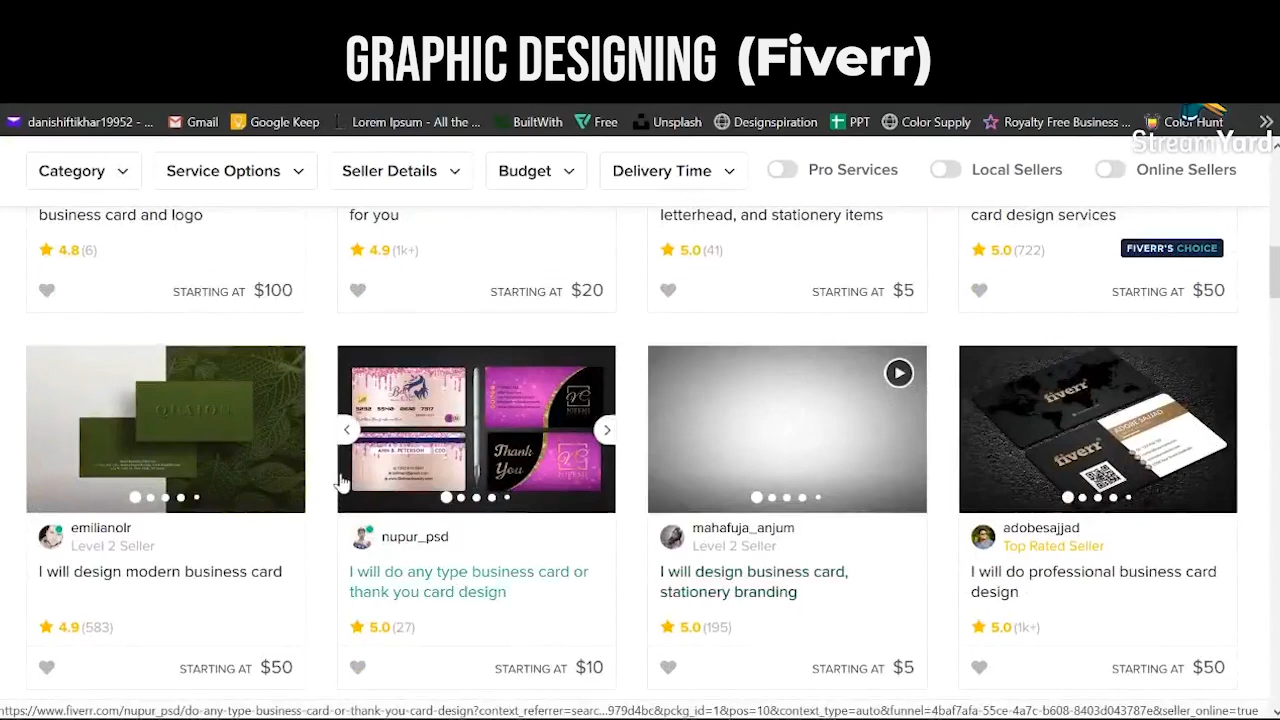 GRAPHIC DESIGNING (Fiverr)
danishiftikhar19952 - ... Gmail Google Keep Lorem Ipsum - All the ... BuiltWith Free Unsplash Designspiration PPT Color Supply Royalty Free Business ... Color Hunt
StreamYard
Category Service Options Seller Details Budget Delivery Time Pro Services Local Sellers Online Sellers
business card and logo
for you
letterhead, and stationery items
card design services
4.8 (6)
4.9 (1k+)
5.0 (41)
5.0 (722) FIVERR'S CHOICE
STARTING AT $100
STARTING AT $20
STARTING AT $5
STARTING AT $50
Thank
You
ANN B. PETERSON CEO
fiverr
fiverr
ADOBE SAJJAD
emilianolr
Level 2 Seller
I will design modern business card
4.9 (583)
STARTING AT $50
nupur_psd
I will do any type business card or
thank you card design
5.0 (27)
STARTING AT $10
mahafuja_anjum
Level 2 Seller
I will design business card,
stationery branding
5.0 (195)
STARTING AT $5
adobesajjad
Top Rated Seller
I will do professional business card
design
5.0 (1k+)
STARTING AT $50
https://www.fiverr.com/nupur_psd/do-any-type-business-card-or-thank-you-card-design?context_referrer=searc...979d4bc&pckg_id=1&pos=10&context_type=auto&funnel=4baf7afa-55ce-4a7c-b608-8403d043787e&seller_online=true